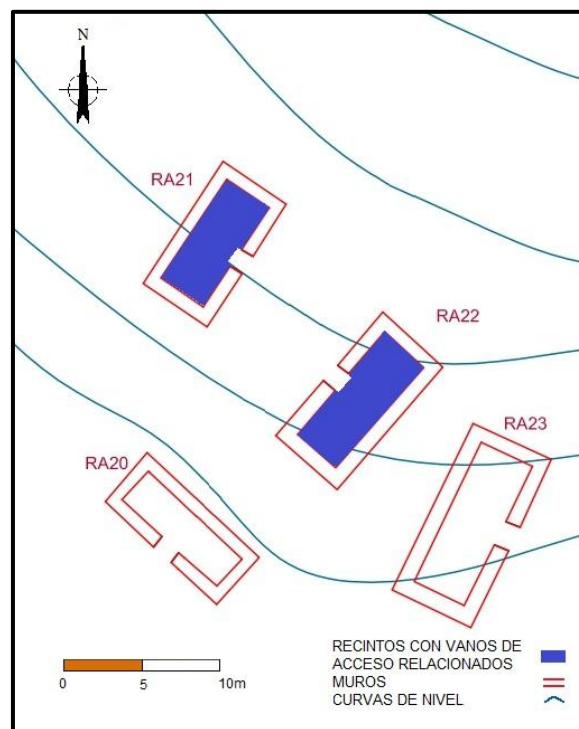 N
RA21
RA22
RA23
RA20
RECINTOS CON VANOS DE
ACCESO RELACIONADOS
MUROS
CURVAS DE NIVEL
0 5 10m